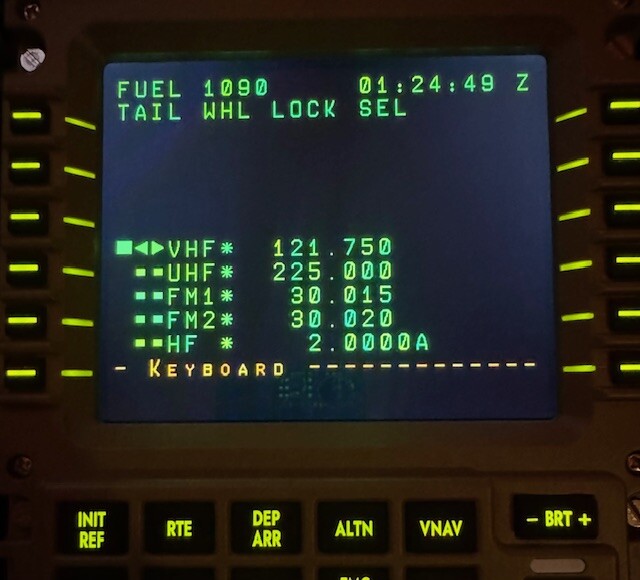 FUEL 1090 01:24:49 Z
TAIL WHL LOCK SEL
■◀▶VHF* 121.750
▪▪UHF* 225.000
▪▪FM1* 30.015
▪▪FM2* 30.020
▪▪HF * 2.0000A
- KEYBOARD -------------
INIT REF
RTE
DEP ARR
ALTN
VNAV
- BRT +